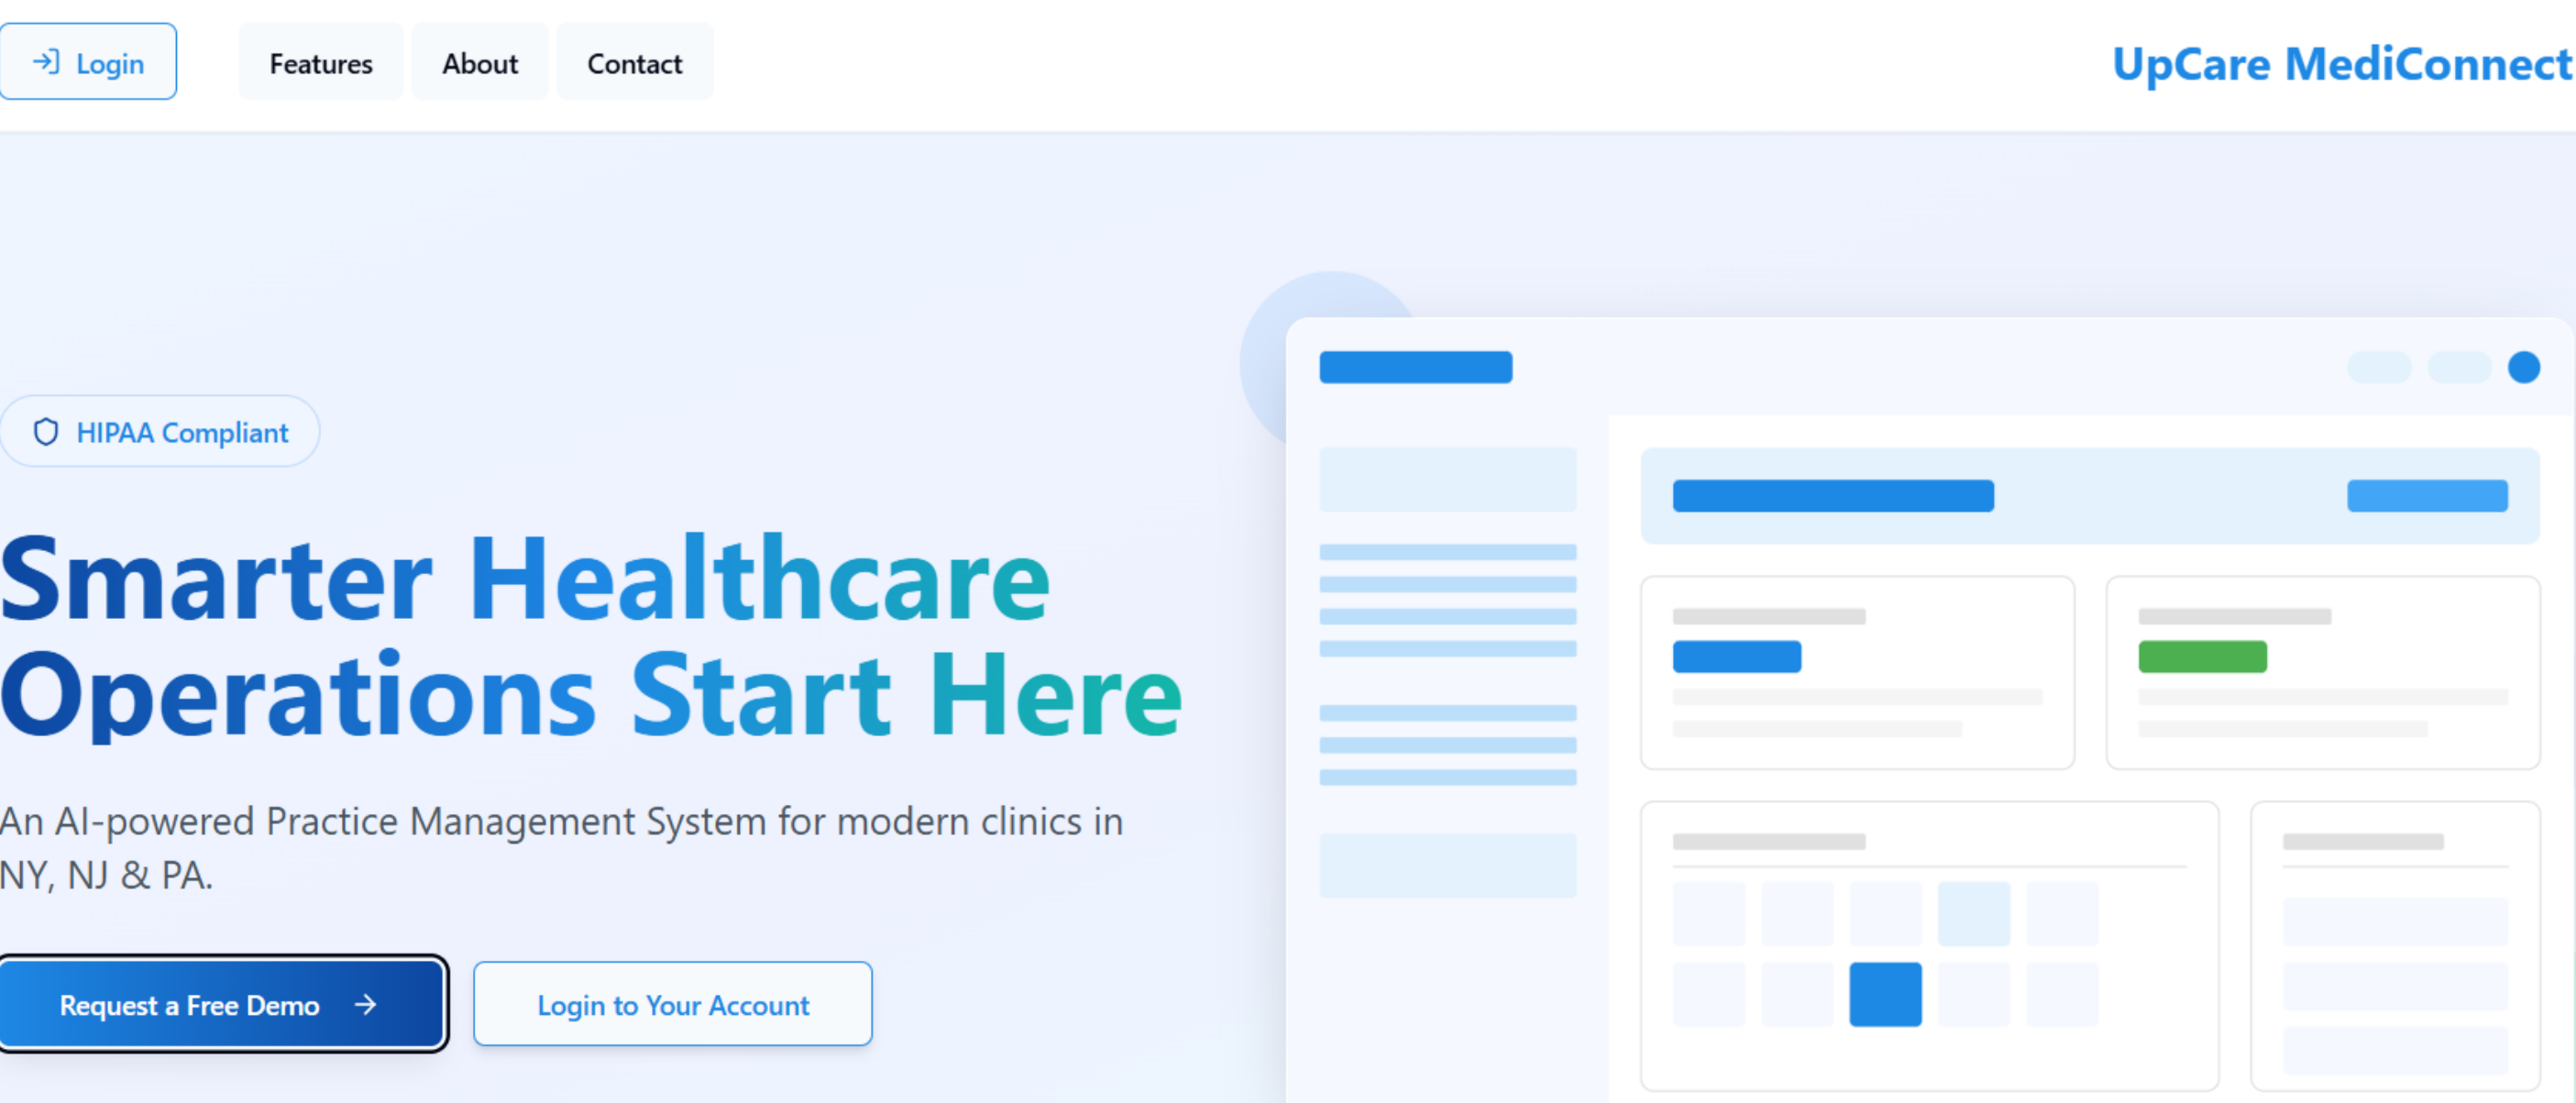 Login
Features
About
Contact
UpCare MediConnect
HIPAA Compliant
Smarter Healthcare
Operations Start Here
An AI-powered Practice Management System for modern clinics in
NY, NJ & PA.
Request a Free Demo
Login to Your Account